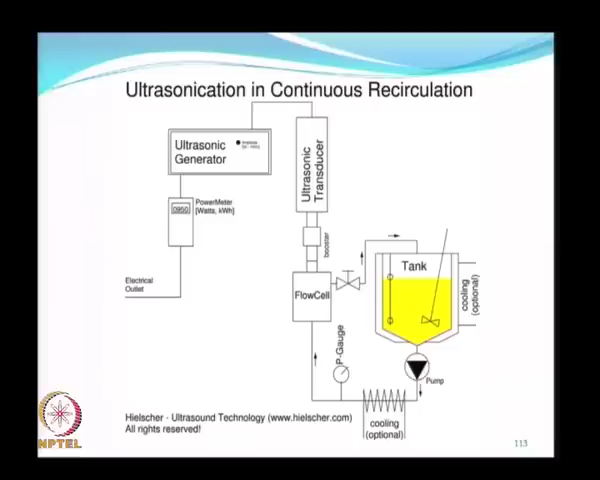 Ultrasonication in Continuous Recirculation
Ultrasonic
Generator
Ultrasonic
Transducer
PowerMeter
[Watts, kWh]
0950
booster
Electrical
Outlet
FlowCell
Tank
cooling
(optional)
P-Gauge
Pump
cooling
(optional)
Hielscher - Ultrasound Technology (www.hielscher.com)
All rights reserved!
NPTEL
113